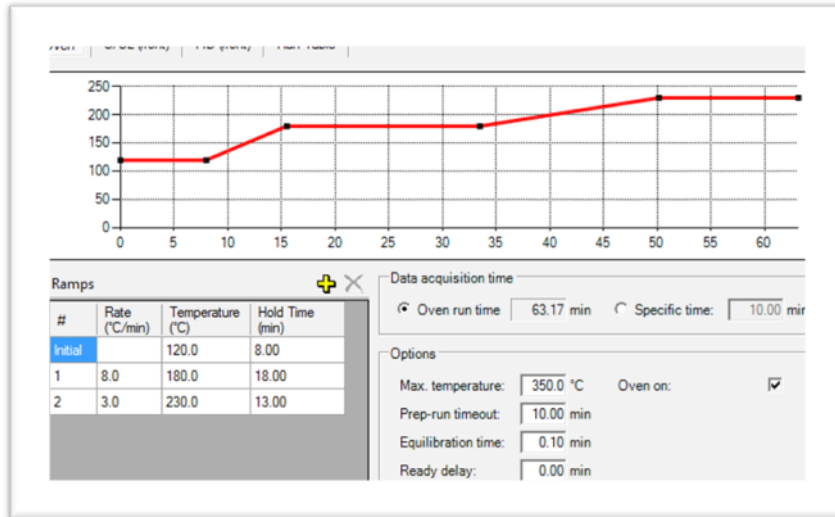 250
200
150
100
50
0
0 5 10 15 20 25 30 35 40 45 50 55 60
Ramps
Data acquisition time
# Rate (°C/min) Temperature (°C) Hold Time (min)
Oven run time 63.17 min Specific time: 10.00 min
Initial 120.0 8.00
1 8.0 180.0 18.00
2 3.0 230.0 13.00
Options
Max. temperature: 350.0 °C Oven on:
Prep-run timeout: 10.00 min
Equilibration time: 0.10 min
Ready delay: 0.00 min